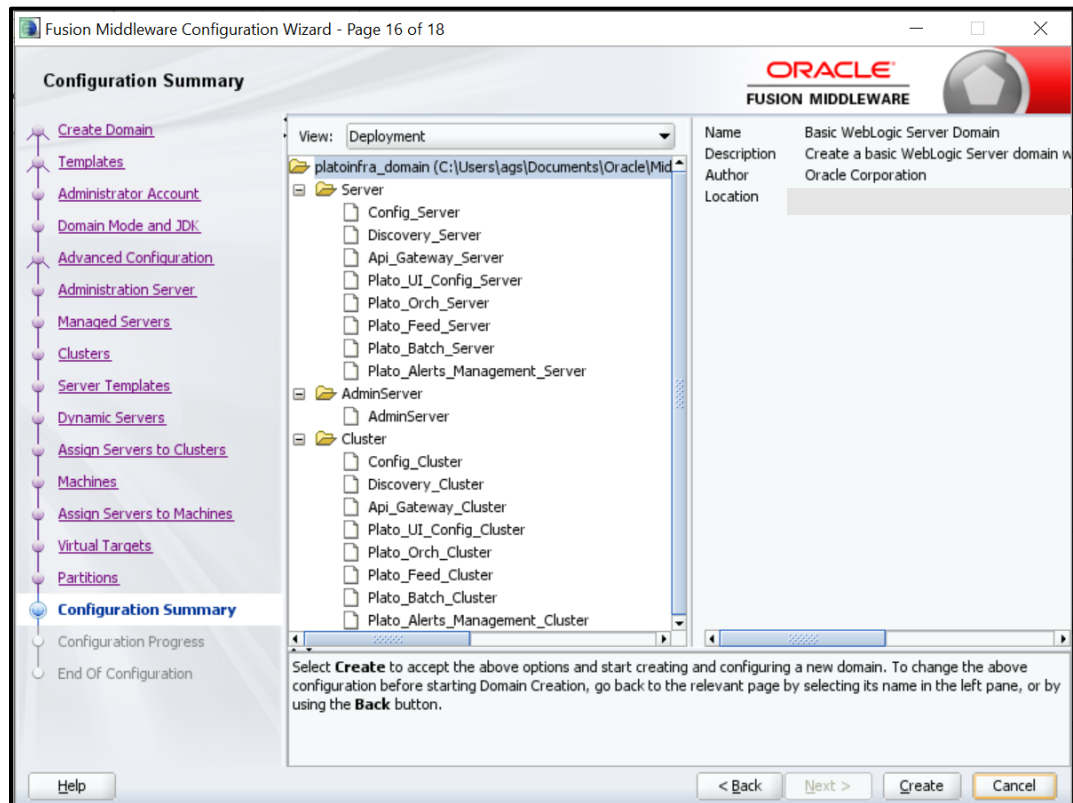 Fusion Middleware Configuration Wizard - Page 16 of 18
Configuration Summary
ORACLE
FUSION MIDDLEWARE
Create Domain
Templates
Administrator Account
Domain Mode and JDK
Advanced Configuration
Administration Server
Managed Servers
Clusters
Server Templates
Dynamic Servers
Assign Servers to Clusters
Machines
Assign Servers to Machines
Virtual Targets
Partitions
Configuration Summary
Configuration Progress
End Of Configuration
View: Deployment
platoinfra_domain (C:\Users\ags\Documents\Oracle\Mid
Server
Config_Server
Discovery_Server
Api_Gateway_Server
Plato_UI_Config_Server
Plato_Orch_Server
Plato_Feed_Server
Plato_Batch_Server
Plato_Alerts_Management_Server
AdminServer
AdminServer
Cluster
Config_Cluster
Discovery_Cluster
Api_Gateway_Cluster
Plato_UI_Config_Cluster
Plato_Orch_Cluster
Plato_Feed_Cluster
Plato_Batch_Cluster
Plato_Alerts_Management_Cluster
Name Basic WebLogic Server Domain
Description Create a basic WebLogic Server domain w
Author Oracle Corporation
Location
Select Create to accept the above options and start creating and configuring a new domain. To change the above
configuration before starting Domain Creation, go back to the relevant page by selecting its name in the left pane, or by
using the Back button.
Help
< Back
Next >
Create
Cancel